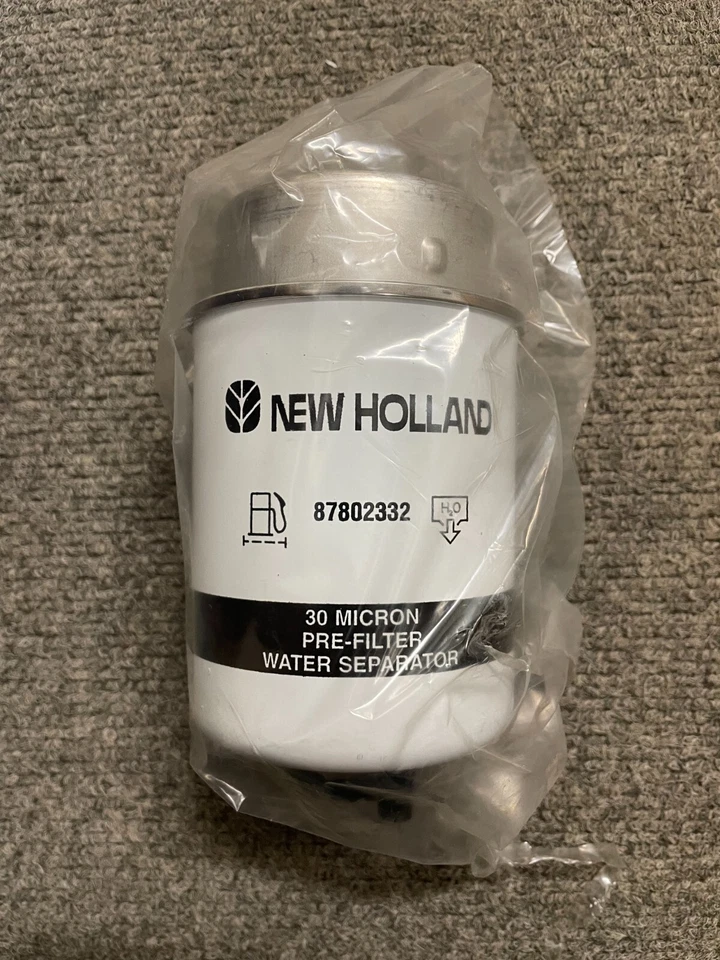 NEW HOLLAND
87802332
H₂O
30 MICRON
PRE-FILTER
WATER SEPARATOR